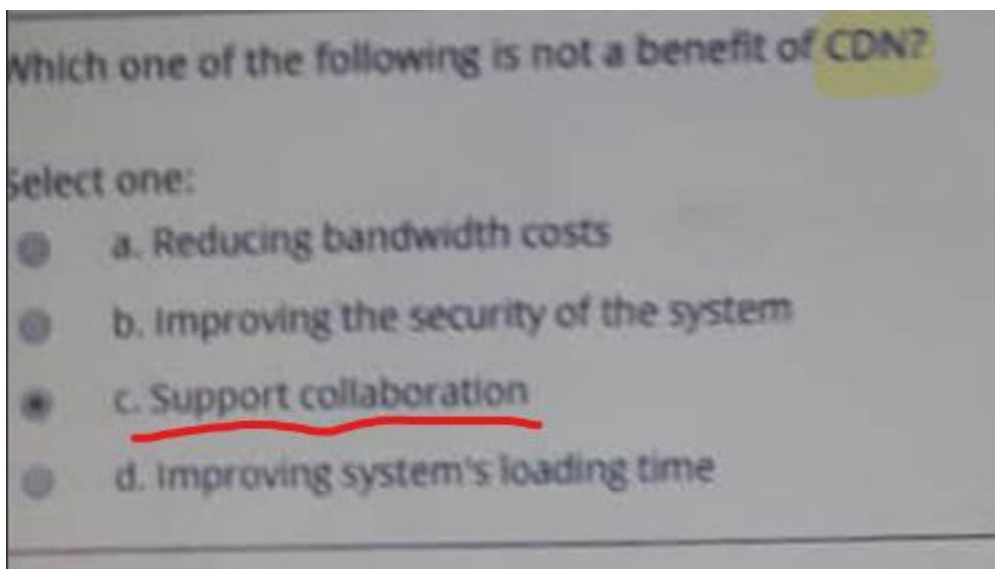 Which one of the following is not a benefit of CDN?
Select one:
a. Reducing bandwidth costs
b. Improving the security of the system
c. Support collaboration
d. Improving system's loading time